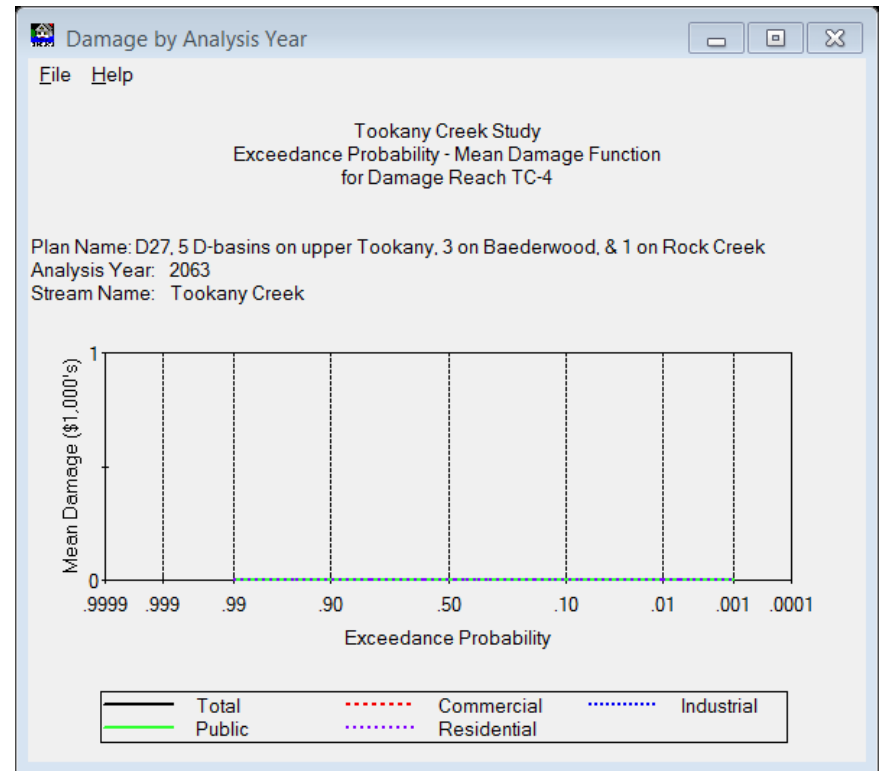 Damage by Analysis Year
File Help
Tookany Creek Study
Exceedance Probability - Mean Damage Function
for Damage Reach TC-4
Plan Name: D27, 5 D-basins on upper Tookany, 3 on Baederwood, & 1 on Rock Creek
Analysis Year: 2063
Stream Name: Tookany Creek
Mean Damage ($1,000's)
1
0
.9999 .999 .99 .90 .50 .10 .01 .001 .0001
Exceedance Probability
Total Commercial Industrial
Public Residential